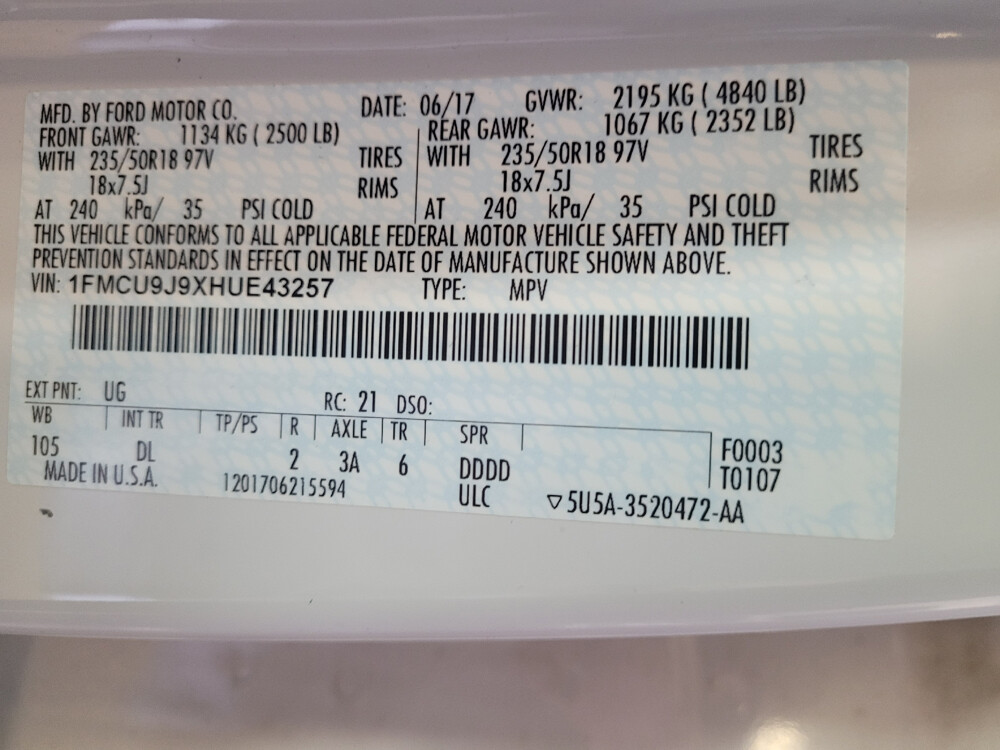 MFD. BY FORD MOTOR CO. DATE: 06/17 GVWR: 2195 KG ( 4840 LB)
FRONT GAWR: 1134 KG ( 2500 LB) REAR GAWR: 1067 KG ( 2352 LB)
WITH 235/50R18 97V TIRES WITH 235/50R18 97V TIRES
18x7.5J RIMS 18x7.5J RIMS
AT 240 kPa/ 35 PSI COLD AT 240 kPa/ 35 PSI COLD
THIS VEHICLE CONFORMS TO ALL APPLICABLE FEDERAL MOTOR VEHICLE SAFETY AND THEFT
PREVENTION STANDARDS IN EFFECT ON THE DATE OF MANUFACTURE SHOWN ABOVE.
VIN: 1FMCU9J9XHUE43257 TYPE: MPV
EXT PNT: UG RC: 21 DSO:
WB INT TR TP/PS R AXLE TR SPR
105 DL 2 3A 6 DDDD F0003
MADE IN U.S.A. 1201706215594 ULC T0107
▽5U5A-3520472-AA